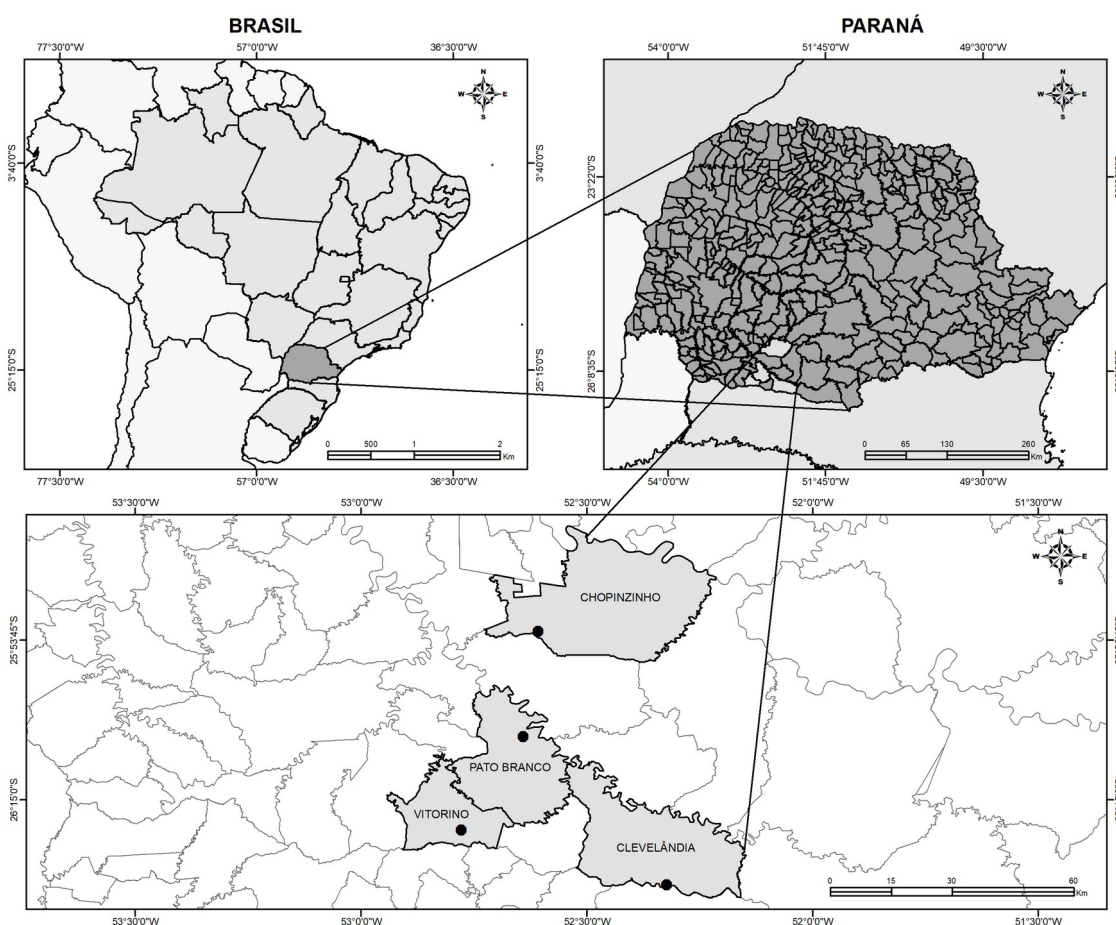 BRASIL
77°30'0"W 57°0'0"W 36°30'0"W
N
W E
S
3°40'0"S 3°40'0"S
25°15'0"S 25°15'0"S
0 500 1 2
Km
77°30'0"W 57°0'0"W 36°30'0"W
PARANÁ
54°0'0"W 51°45'0"W 49°30'0"W
N
W E
S
23°22'0"S
26°8'35"S
0 65 130 260
Km
54°0'0"W 51°45'0"W 49°30'0"W
53°30'0"W 53°0'0"W 52°30'0"W 52°0'0"W 51°30'0"W
N
W E
S
CHOPINZINHO
25°53'45"S
PATO BRANCO
26°15'0"S
VITORINO
CLEVELÂNDIA
0 15 30 60
Km
53°30'0"W 53°0'0"W 52°30'0"W 52°0'0"W 51°30'0"W